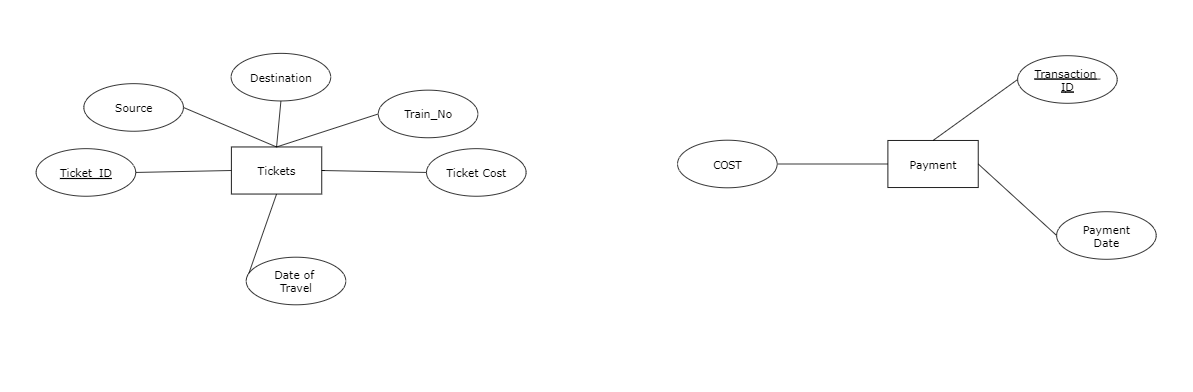 Destination
Source
Train_No
Ticket_ID
Tickets
Ticket Cost
Date of
Travel
Transaction
ID
COST
Payment
Payment
Date